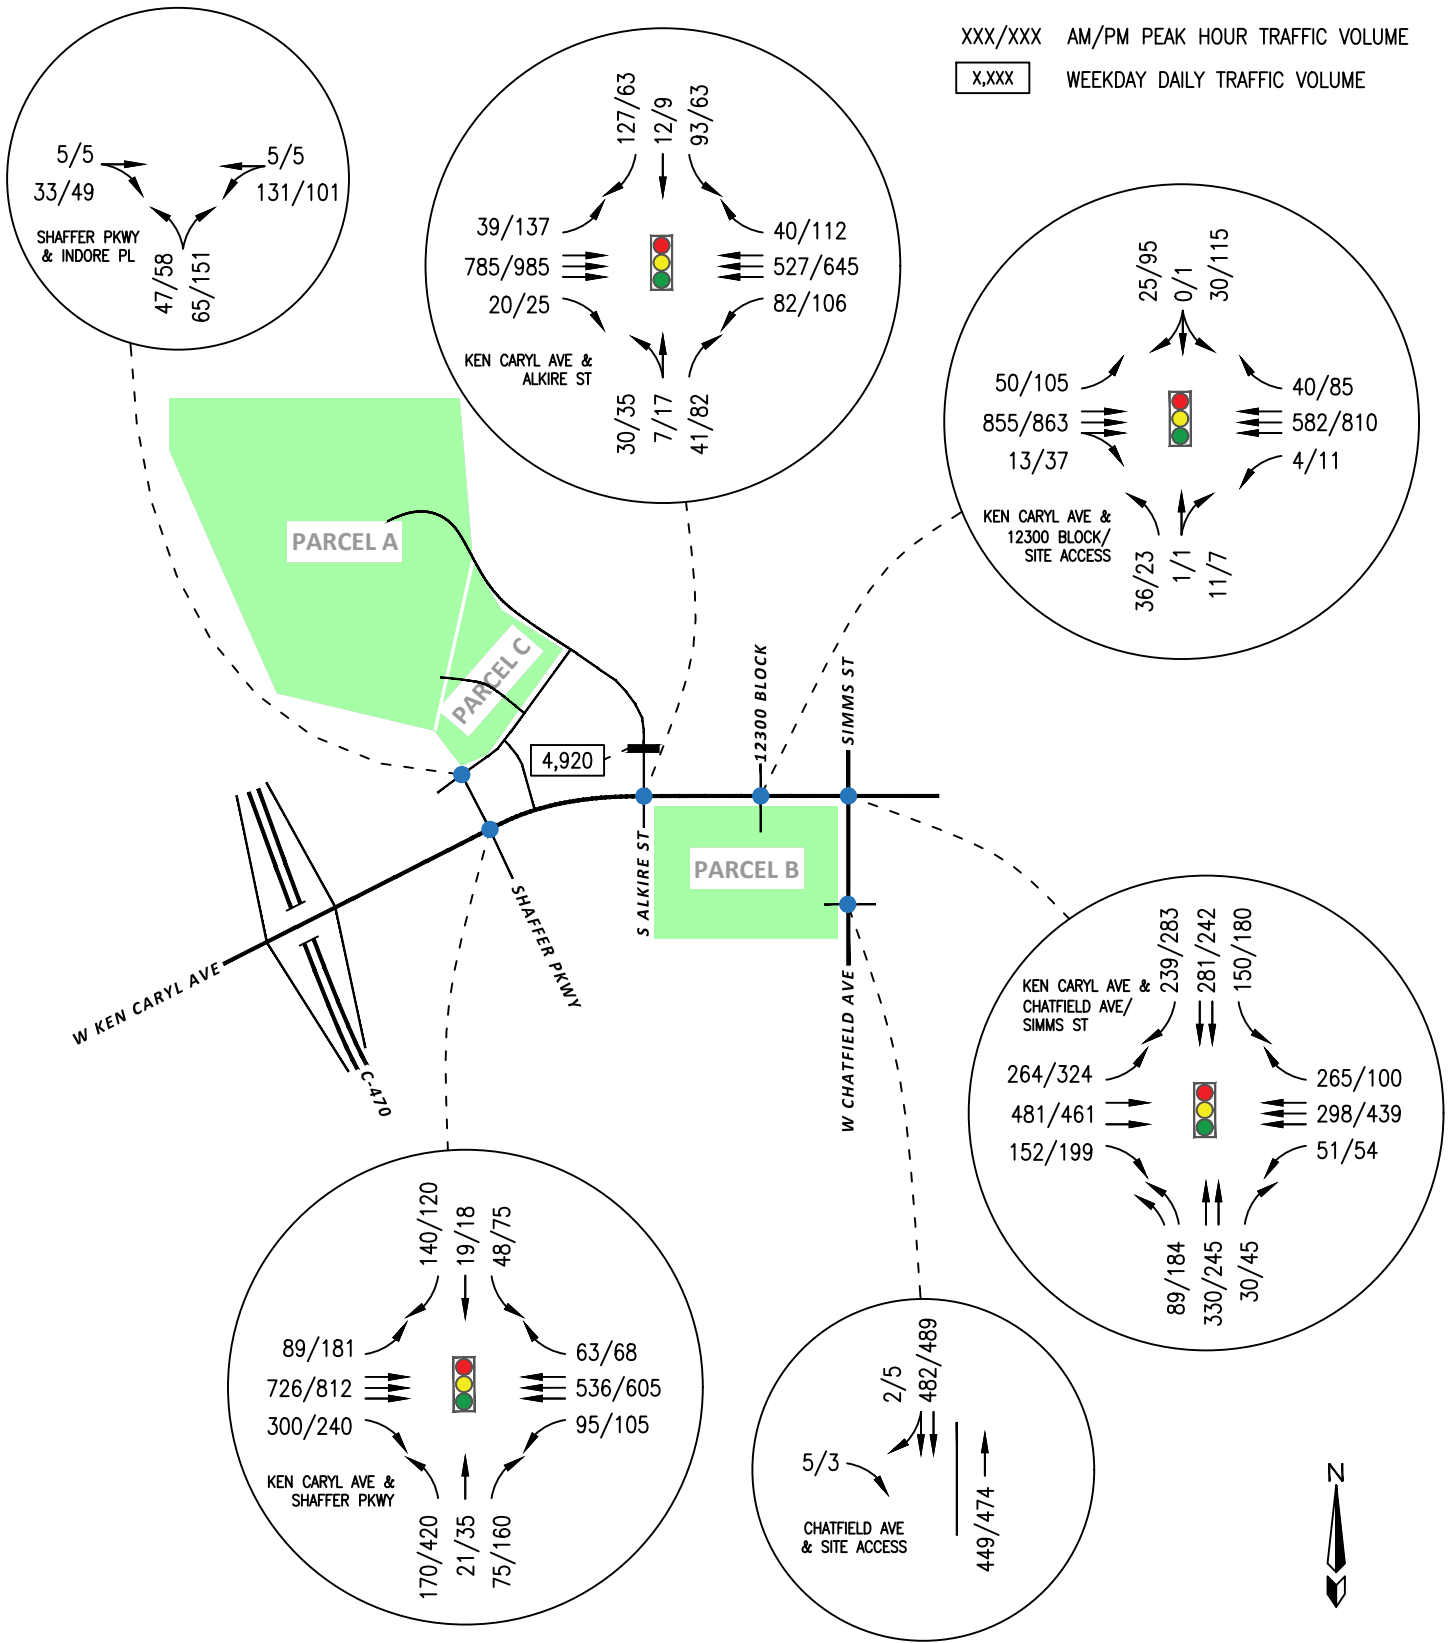 XXX/XXX AM/PM PEAK HOUR TRAFFIC VOLUME
X,XXX WEEKDAY DAILY TRAFFIC VOLUME
5/5
33/49
5/5
131/101
SHAFFER PKWY
& INDORE PL
47/58
65/151
127/63
12/9
93/63
39/137
785/985
20/25
40/112
527/645
82/106
KEN CARYL AVE &
ALKIRE ST
30/35
7/17
41/82
25/95
0/1
30/115
50/105
855/863
13/37
40/85
582/810
4/11
KEN CARYL AVE &
12300 BLOCK/
SITE ACCESS
36/23
1/1
11/7
PARCEL A
PARCEL C
4,920
12300 BLOCK
SIMMS ST
S ALKIRE ST
PARCEL B
SHAFFER PKWY
W KEN CARYL AVE
C-470
W CHATFIELD AVE
239/283
281/242
150/180
KEN CARYL AVE &
CHATFIELD AVE/
SIMMS ST
264/324
481/461
152/199
265/100
298/439
51/54
89/184
330/245
30/45
140/120
19/18
48/75
89/181
726/812
300/240
63/68
536/605
95/105
KEN CARYL AVE &
SHAFFER PKWY
170/420
21/35
75/160
2/5
482/489
5/3
CHATFIELD AVE
& SITE ACCESS
449/474
N